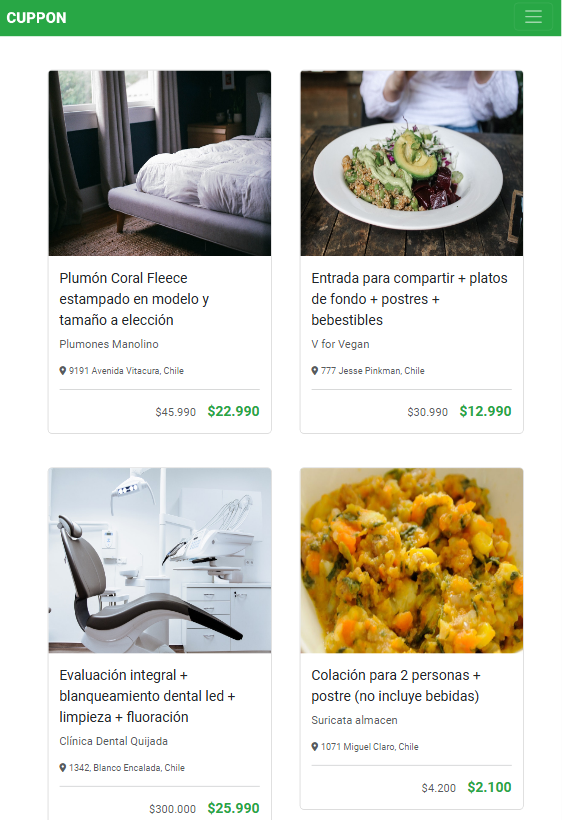 CUPPON
Plumón Coral Fleece
estampado en modelo y
tamaño a elección
Plumones Manolino
9191 Avenida Vitacura, Chile
$45.990 $22.990
Entrada para compartir + platos
de fondo + postres +
bebestibles
V for Vegan
777 Jesse Pinkman, Chile
$30.990 $12.990
Evaluación integral +
blanqueamiento dental led +
limpieza + fluoración
Clínica Dental Quijada
1342, Blanco Encalada, Chile
$300.000 $25.990
Colación para 2 personas +
postre (no incluye bebidas)
Suricata almacen
1071 Miguel Claro, Chile
$4.200 $2.100